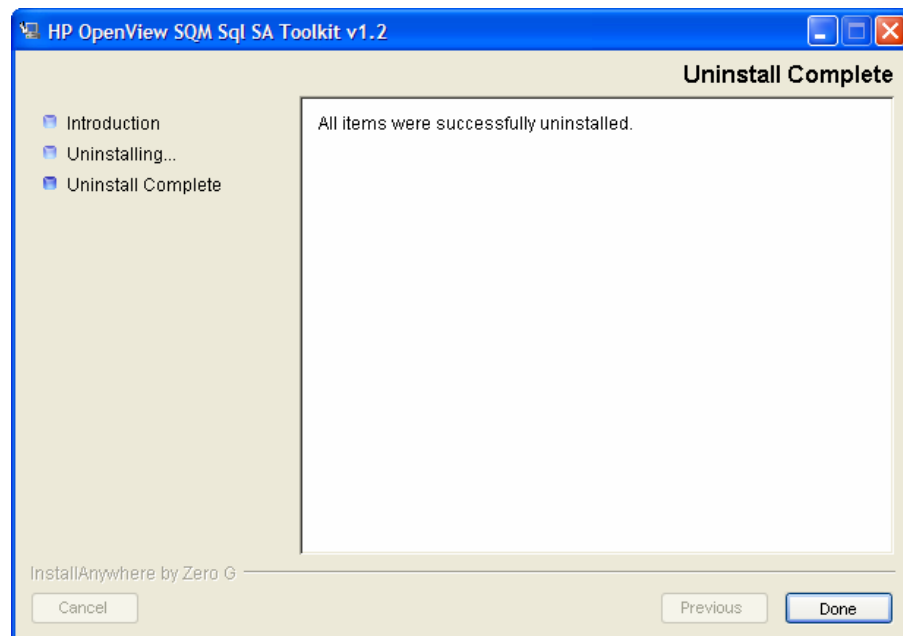 HP OpenView SQM Sql SA Toolkit v1.2
Uninstall Complete
Introduction
Uninstalling...
Uninstall Complete
All items were successfully uninstalled.
InstallAnywhere by Zero G
Cancel
Previous
Done